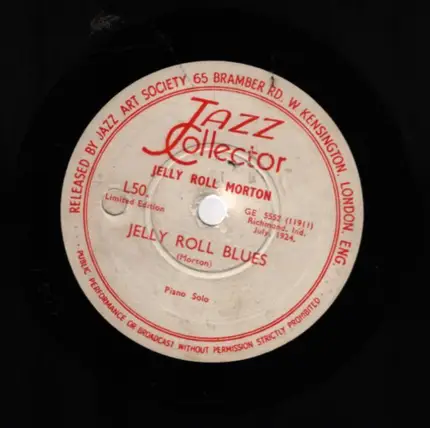 RELEASED BY JAZZ ART SOCIETY 65 BRAMBER RD. W KENSINGTON, LONDON ENG.
JAZZ
Collector
JELLY ROLL MORTON
L50.
Limited Edition
GE 5552 (11911)
Richmond, Ind.
July, 1924.
JELLY ROLL BLUES
(Morton)
Piano Solo
PUBLIC PERFORMANCE OR BROADCAST WITHOUT PERMISSION STRICTLY PROHIBITED